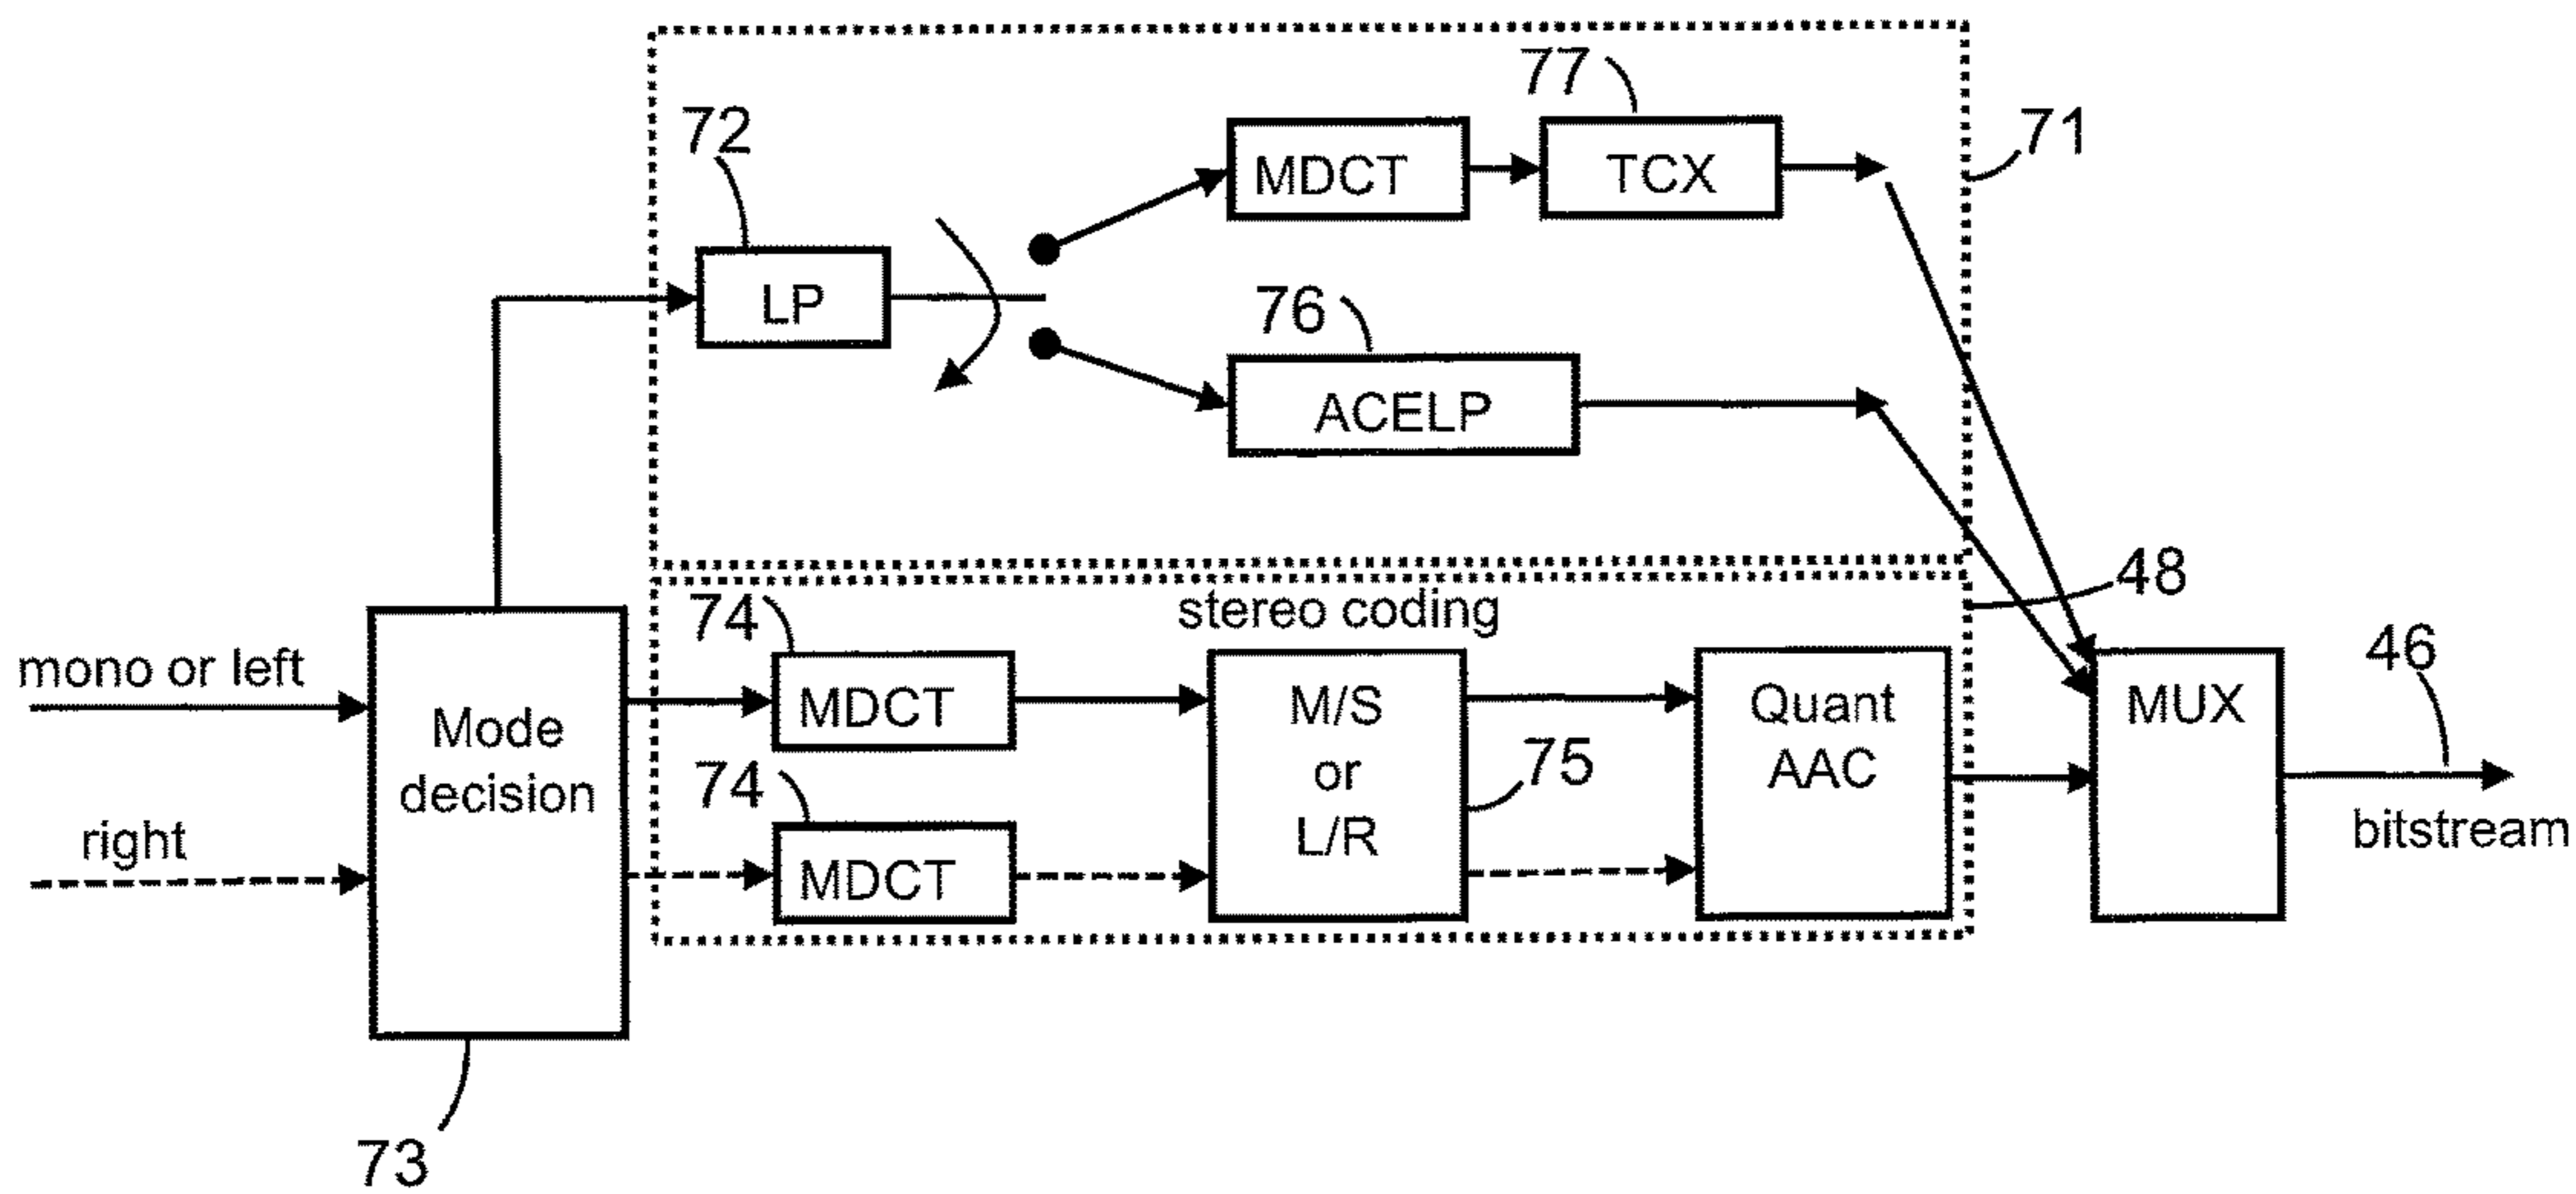 77
72
71
MDCT
TCX
LP
76
ACELP
48
74
stereo coding
mono or left
46
MDCT
M/S
or
L/R
Quant
AAC
MUX
Mode
decision
75
74
right
MDCT
bitstream
73